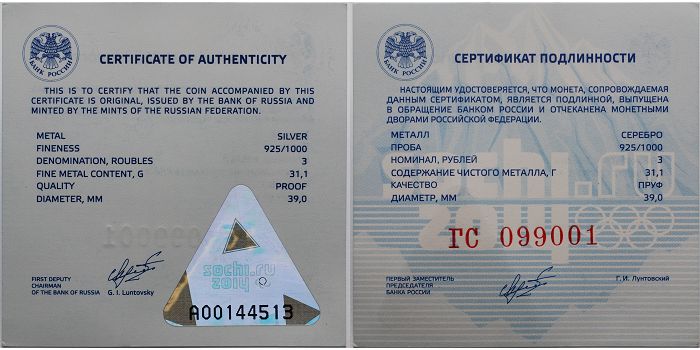 БАНК РОССИИ
CERTIFICATE OF AUTHENTICITY
THIS IS TO CERTIFY THAT THE COIN ACCOMPANIED BY THIS
CERTIFICATE IS ORIGINAL, ISSUED BY THE BANK OF RUSSIA AND
MINTED BY THE MINTS OF THE RUSSIAN FEDERATION.
METAL SILVER
FINENESS 925/1000
DENOMINATION, ROUBLES 3
FINE METAL CONTENT, G 31,1
QUALITY PROOF
DIAMETER, MM 39,0
FIRST DEPUTY
CHAIRMAN
OF THE BANK OF RUSSIA G. I. Luntovsky
sochi.ru
2014
A00144513
БАНК РОССИИ
СЕРТИФИКАТ ПОДЛИННОСТИ
НАСТОЯЩИМ УДОСТОВЕРЯЕТСЯ, ЧТО МОНЕТА, СОПРОВОЖДАЕМАЯ
ДАННЫМ СЕРТИФИКАТОМ, ЯВЛЯЕТСЯ ПОДЛИННОЙ, ВЫПУЩЕНА
В ОБРАЩЕНИЕ БАНКОМ РОССИИ И ОТЧЕКАНЕНА МОНЕТНЫМИ
ДВОРАМИ РОССИЙСКОЙ ФЕДЕРАЦИИ.
МЕТАЛЛ СЕРЕБРО
ПРОБА 925/1000
НОМИНАЛ, РУБЛЕЙ 3
СОДЕРЖАНИЕ ЧИСТОГО МЕТАЛЛА, Г 31,1
КАЧЕСТВО ПРУФ
ДИАМЕТР, ММ 39,0
sochi.ru
2014
ГС 099001
ПЕРВЫЙ ЗАМЕСТИТЕЛЬ
ПРЕДСЕДАТЕЛЯ
БАНКА РОССИИ Г. И. Лунтовский